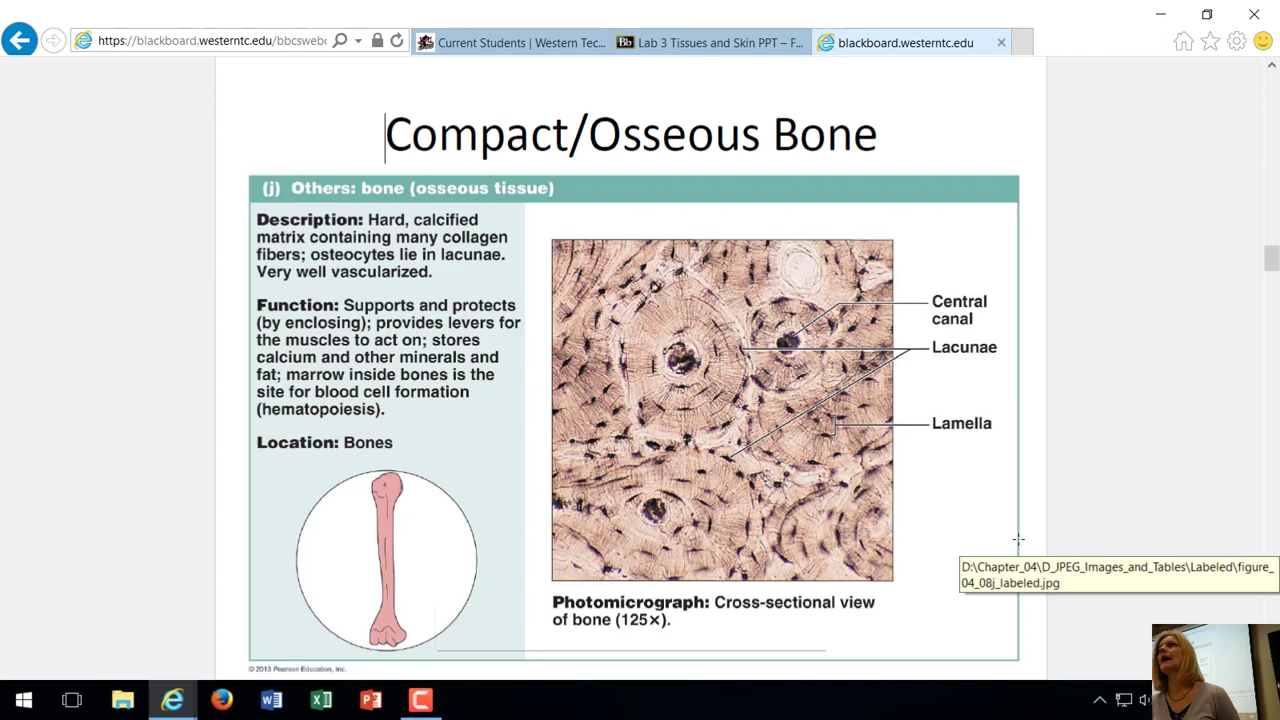 https://blackboard.westerntc.edu/bbcswebc
Current Students | Western Tec...
Bb Lab 3 Tissues and Skin PPT – F...
blackboard.westerntc.edu
Compact/Osseous Bone
(j) Others: bone (osseous tissue)
Description: Hard, calcified
matrix containing many collagen
fibers; osteocytes lie in lacunae.
Very well vascularized.
Function: Supports and protects
(by enclosing); provides levers for
the muscles to act on; stores
calcium and other minerals and
fat; marrow inside bones is the
site for blood cell formation
(hematopoiesis).
Location: Bones
Central
canal
Lacunae
Lamella
Photomicrograph: Cross-sectional view
of bone (125×).
D:\Chapter_04\D_JPEG_Images_and_Tables\Labeled\figure_
04_08j_labeled.jpg
© 2013 Pearson Education, Inc.